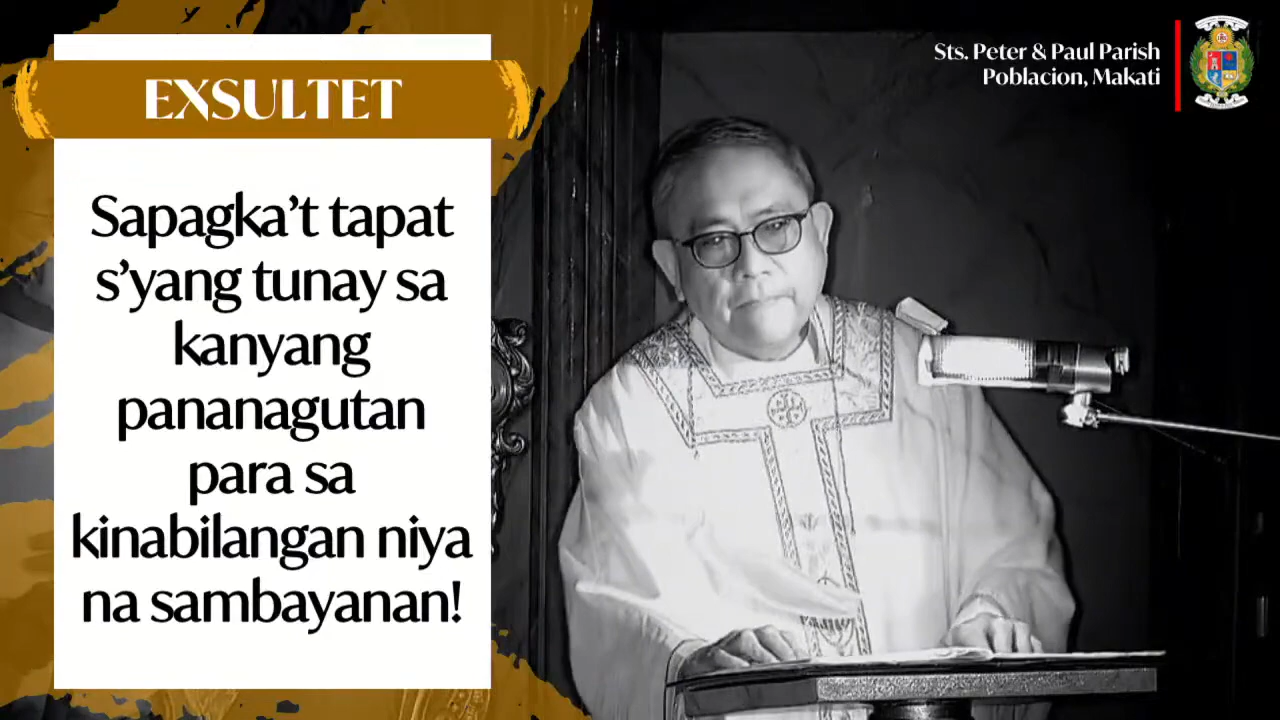 EXSULTET
Sapagka't tapat
s'yang tunay sa
kanyang
pananagutan
para sa
kinabilangan niya
na sambayanan!
Sts. Peter & Paul Parish
Poblacion, Makati